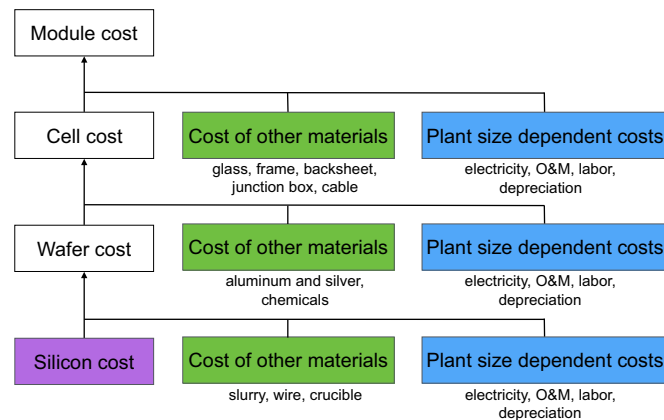 Module cost
Cell cost
Cost of other materials
Plant size dependent costs
glass, frame, backsheet,
junction box, cable
electricity, O&M, labor,
depreciation
Wafer cost
Cost of other materials
Plant size dependent costs
aluminum and silver,
chemicals
electricity, O&M, labor,
depreciation
Silicon cost
Cost of other materials
Plant size dependent costs
slurry, wire, crucible
electricity, O&M, labor,
depreciation